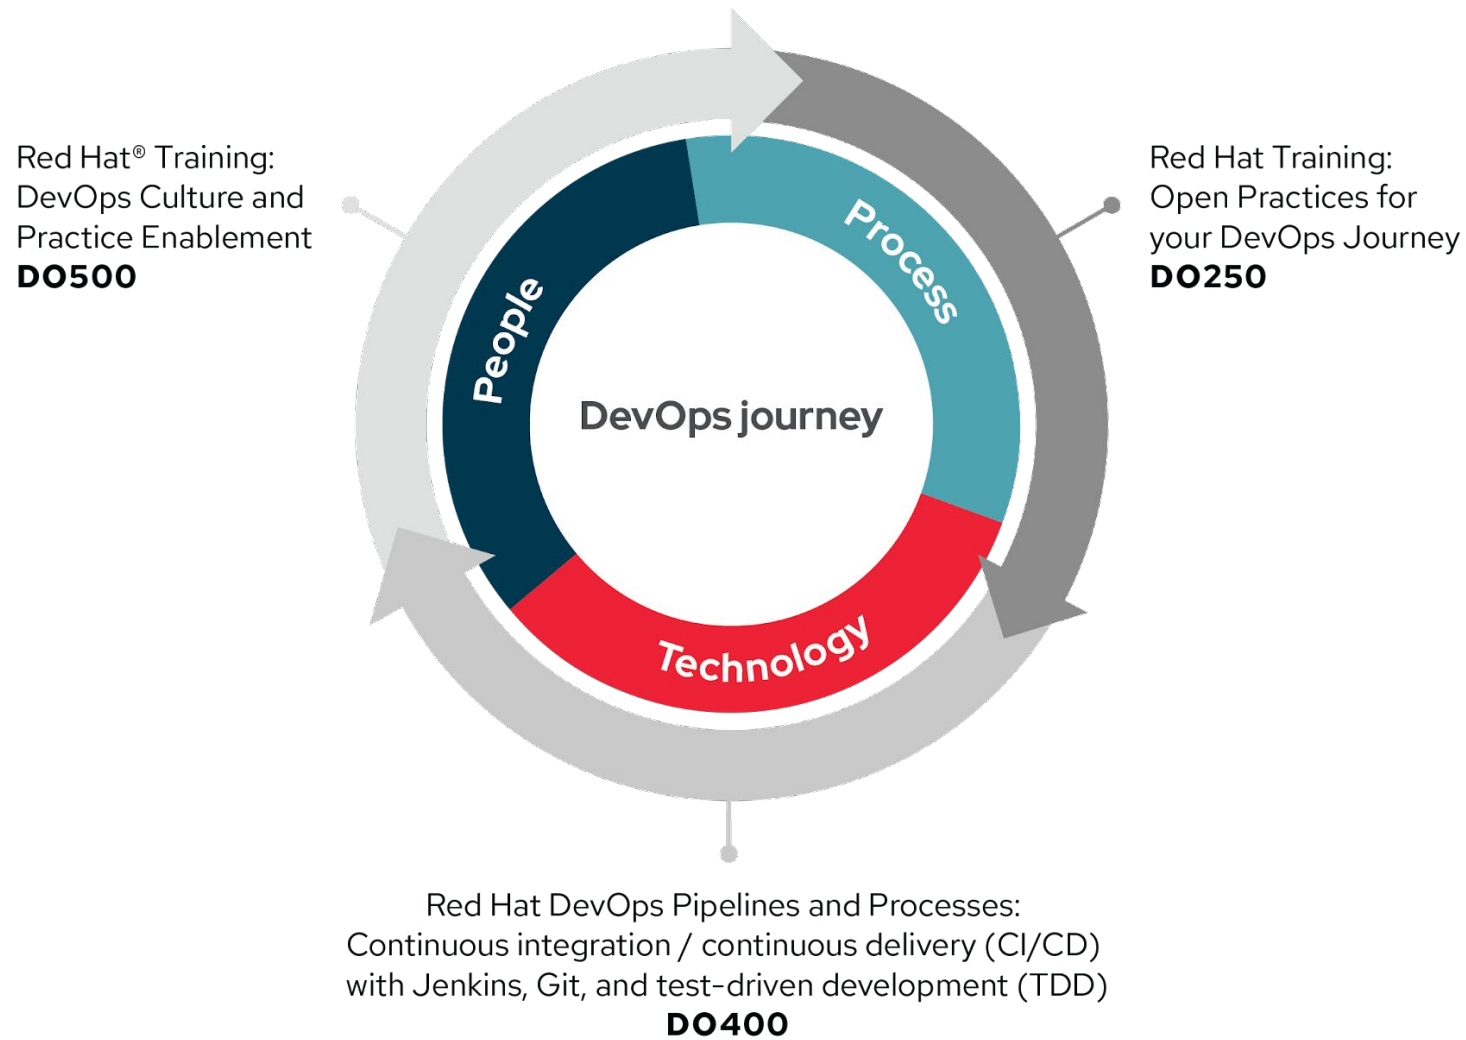 Red Hat® Training:
DevOps Culture and
Practice Enablement
DO500
Red Hat Training:
Open Practices for
your DevOps Journey
DO250
People
Process
DevOps journey
Technology
Red Hat DevOps Pipelines and Processes:
Continuous integration / continuous delivery (CI/CD)
with Jenkins, Git, and test-driven development (TDD)
DO400